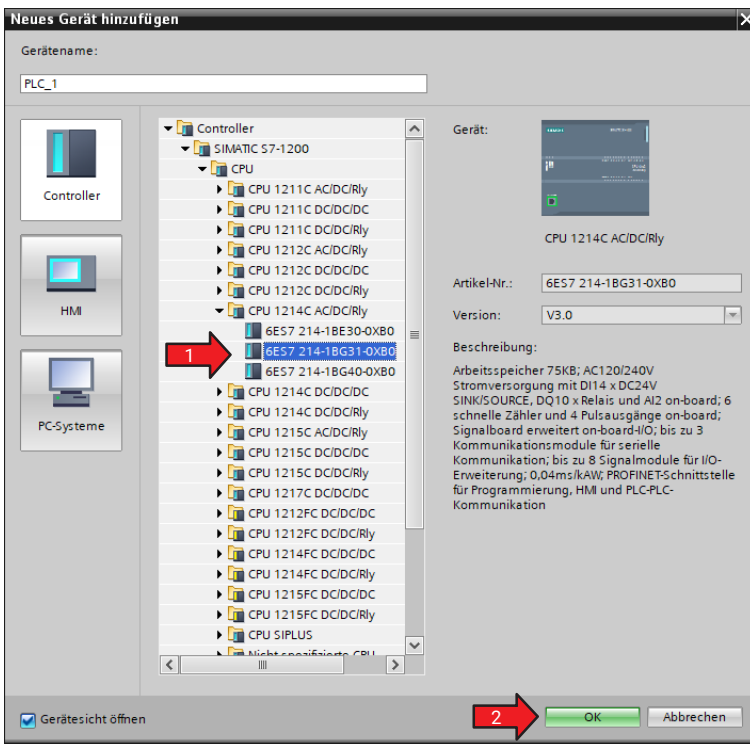 Neues Gerät hinzufügen
Gerätename:
PLC_1
Controller
HMI
PC-Systeme
Controller
SIMATIC S7-1200
CPU
CPU 1211C AC/DC/Rly
CPU 1211C DC/DC/DC
CPU 1211C DC/DC/Rly
CPU 1212C AC/DC/Rly
CPU 1212C DC/DC/DC
CPU 1212C DC/DC/Rly
CPU 1214C AC/DC/Rly
6ES7 214-1BE30-0XB0
1
6ES7 214-1BG31-0XB0
6ES7 214-1BG40-0XB0
CPU 1214C DC/DC/DC
CPU 1214C DC/DC/Rly
CPU 1215C AC/DC/Rly
CPU 1215C DC/DC/DC
CPU 1215C DC/DC/Rly
CPU 1217C DC/DC/DC
CPU 1212FC DC/DC/DC
CPU 1212FC DC/DC/Rly
CPU 1214FC DC/DC/DC
CPU 1214FC DC/DC/Rly
CPU 1215FC DC/DC/DC
CPU 1215FC DC/DC/Rly
CPU SIPLUS
Nicht spezifizierte CPU
Gerät:
CPU 1214C AC/DC/Rly
Artikel-Nr.:
6ES7 214-1BG31-0XB0
Version:
V3.0
Beschreibung:
Arbeitsspeicher 75KB; AC120/240V
Stromversorgung mit DI14 x DC24V
SINK/SOURCE, DQ10 x Relais und AI2 on-board; 6
schnelle Zähler und 4 Pulsausgänge on-board;
Signalboard erweitert on-board-I/O; bis zu 3
Kommunikationsmodule für serielle
Kommunikation; bis zu 8 Signalmodule für I/O-
Erweiterung; 0,04ms/kAW; PROFINET-Schnittstelle
für Programmierung, HMI und PLC-PLC-
Kommunikation
Gerätesicht öffnen
2
OK
Abbrechen